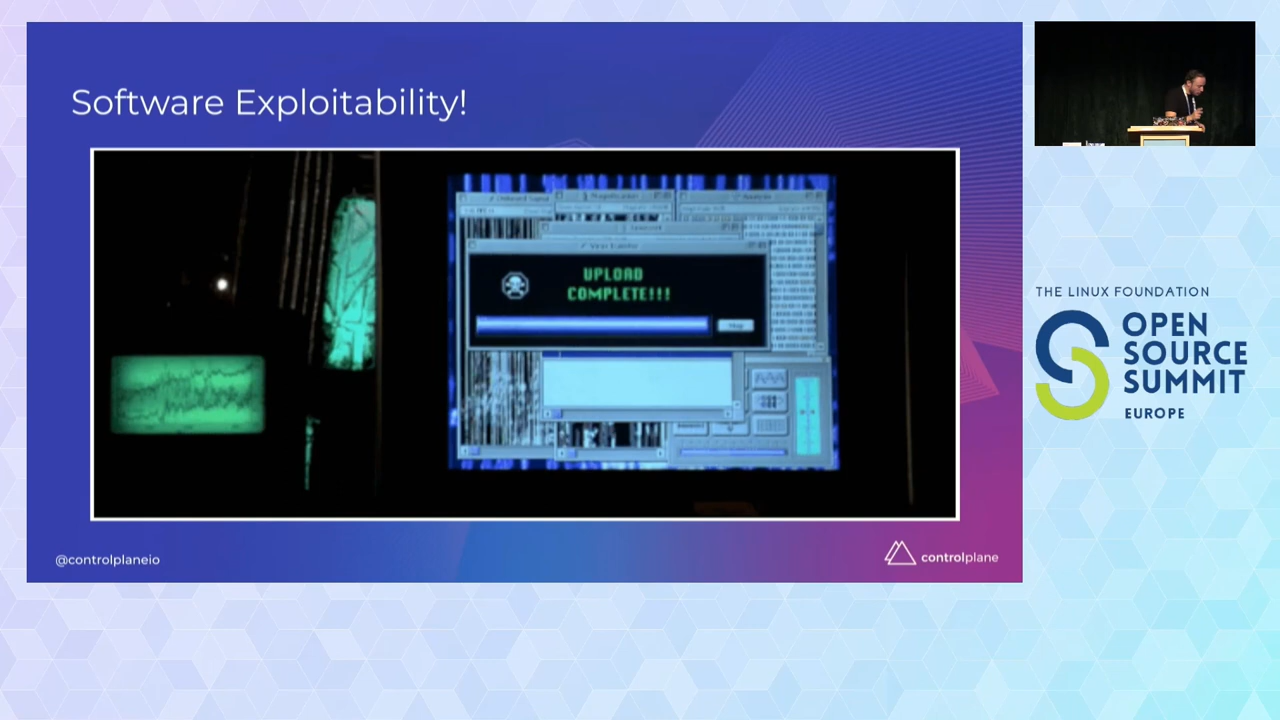 Software Exploitability!
UPLOAD
COMPLETE!!!
@controlplaneio
controlplane
THE LINUX FOUNDATION
OPEN
SOURCE
SUMMIT
EUROPE